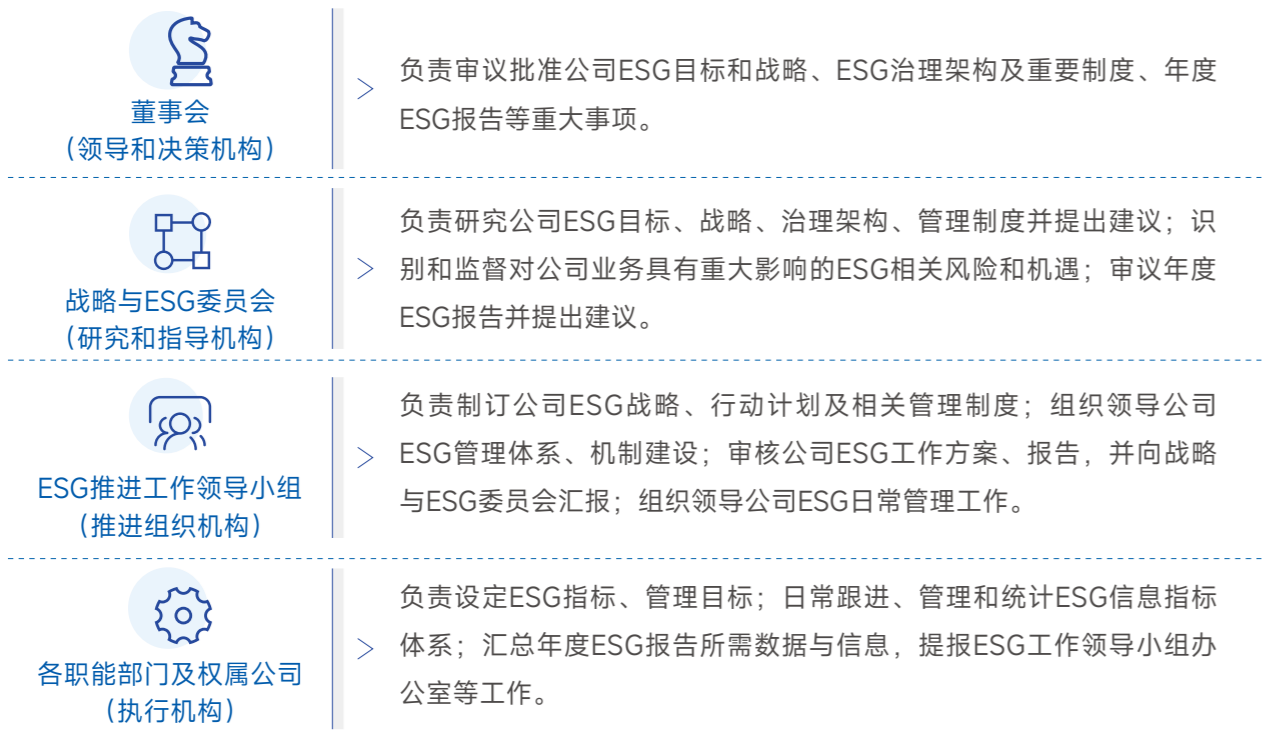 董事会
（领导和决策机构）
负责审议批准公司ESG目标和战略、ESG治理架构及重要制度、年度
ESG报告等重大事项。
战略与ESG委员会
（研究和指导机构）
负责研究公司ESG目标、战略、治理架构、管理制度并提出建议；识
别和监督对公司业务具有重大影响的ESG相关风险和机遇；审议年度
ESG报告并提出建议。
ESG推进工作领导小组
（推进组织机构）
负责制订公司ESG战略、行动计划及相关管理制度；组织领导公司
ESG管理体系、机制建设；审核公司ESG工作方案、报告，并向战略
与ESG委员会汇报；组织领导公司ESG日常管理工作。
各职能部门及权属公司
（执行机构）
负责设定ESG指标、管理目标；日常跟进、管理和统计ESG信息指标
体系；汇总年度ESG报告所需数据与信息，提报ESG工作领导小组办
公室等工作。